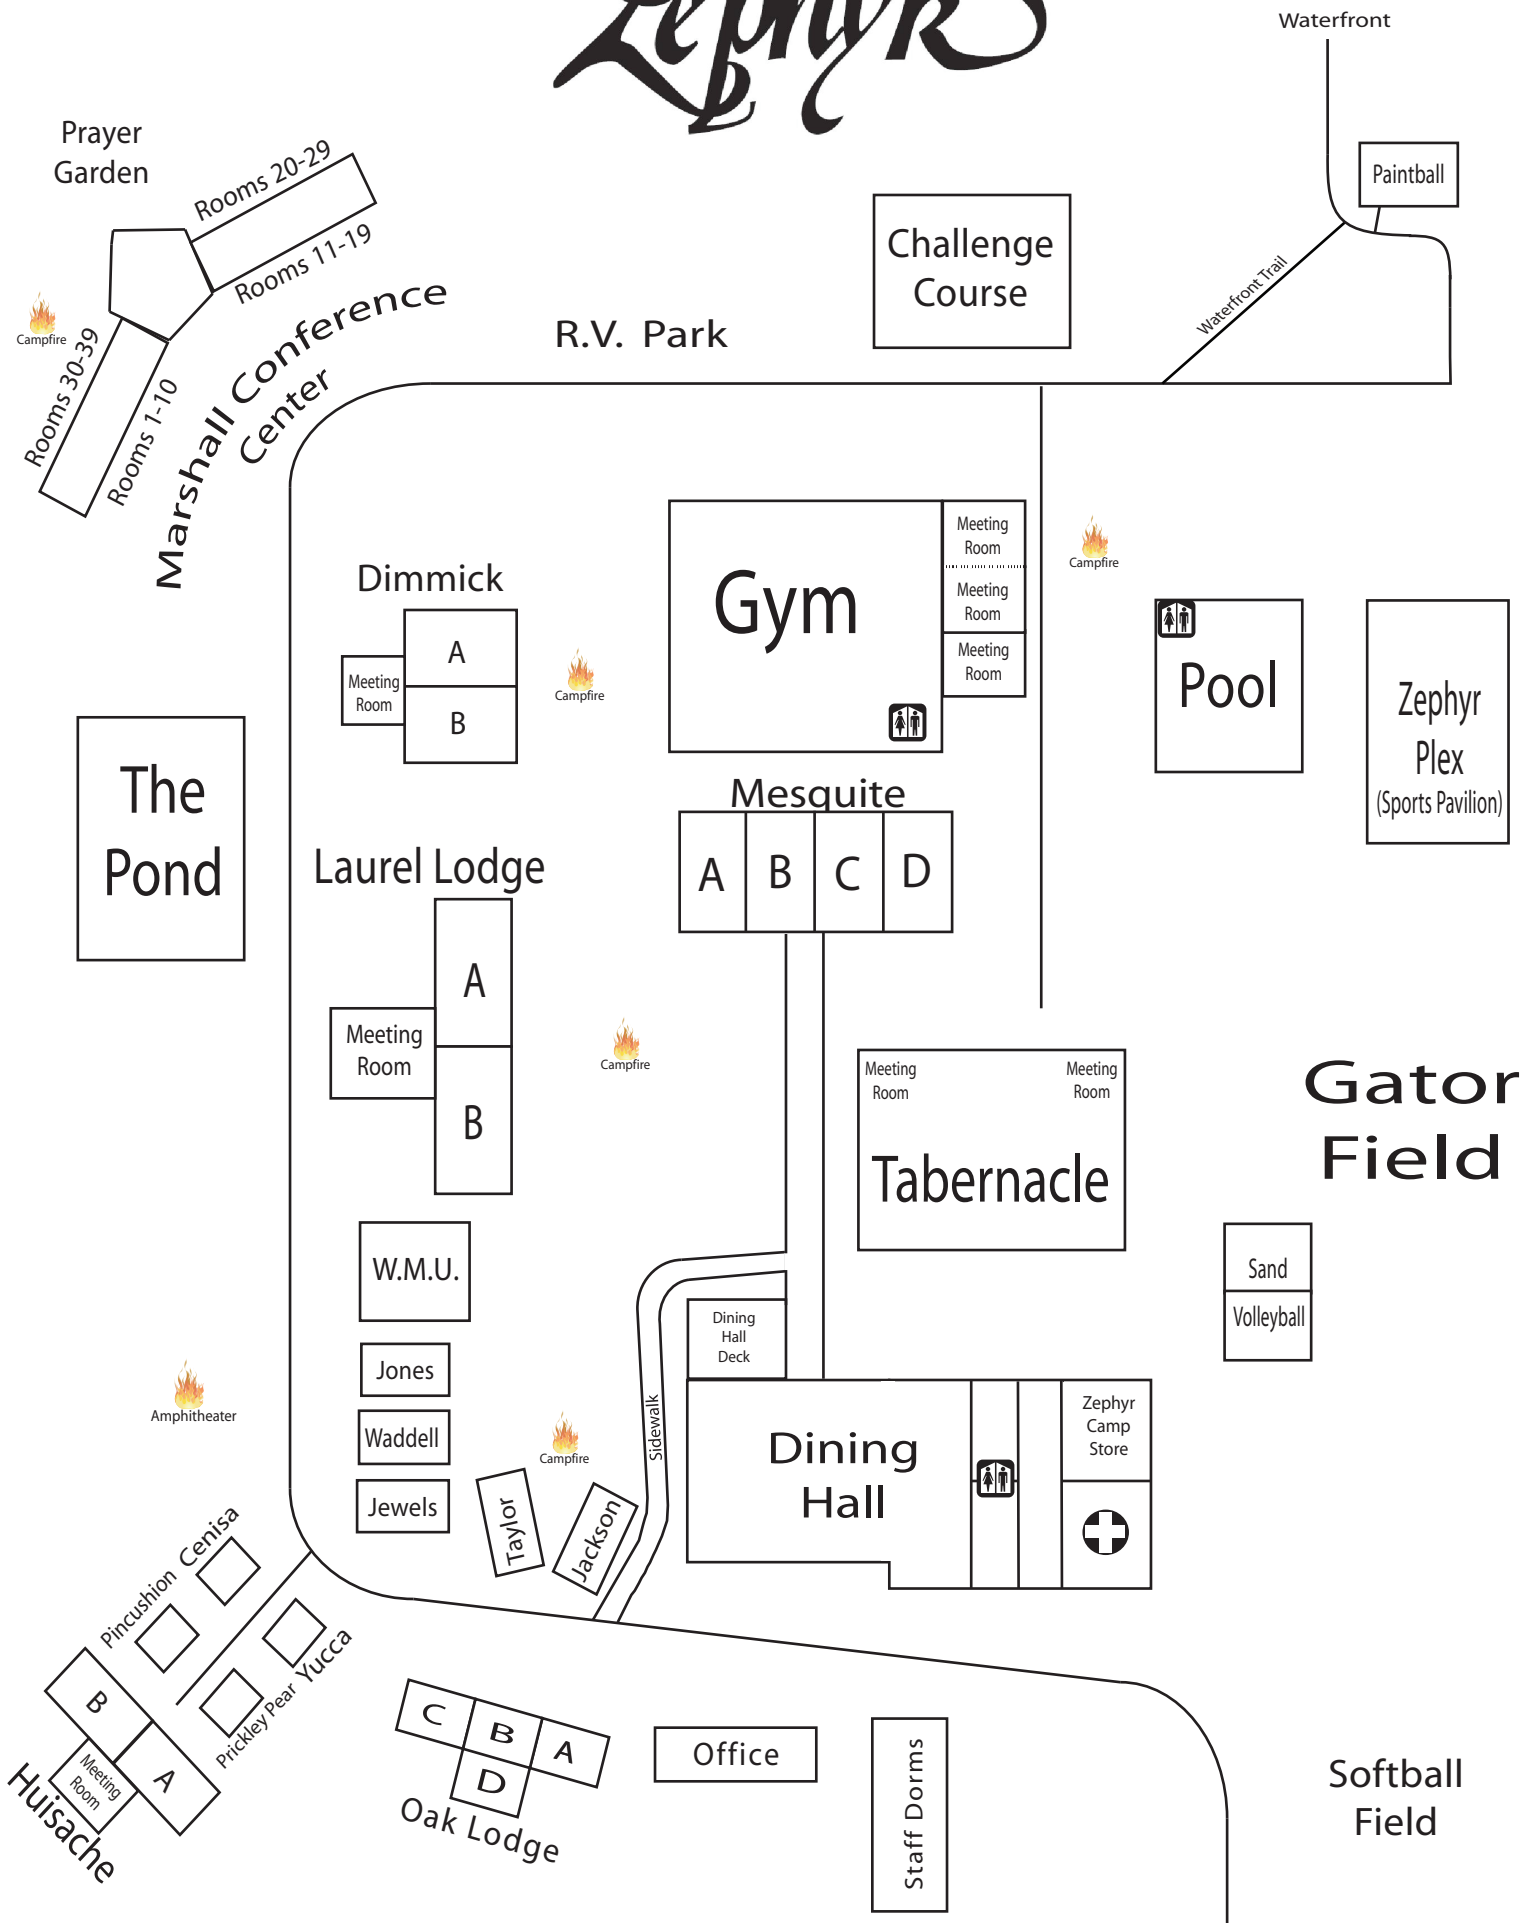 Zephyr
Waterfront
Prayer
Garden
Rooms 20-29
Rooms 11-19
Paintball
Challenge
Course
Waterfront Trail
Campfire
Rooms 30-39
Rooms 1-10
Marshall Conference
Center
R.V. Park
Gym
Meeting
Room
Meeting
Room
Meeting
Room
Campfire
Dimmick
A
B
Meeting
Room
Campfire
Pool
Zephyr
Plex
(Sports Pavilion)
The
Pond
Mesquite
A
B
C
D
Laurel Lodge
A
B
Meeting
Room
Campfire
Meeting
Room
Meeting
Room
Tabernacle
Gator
Field
W.M.U.
Sand
Volleyball
Dining
Hall
Deck
Jones
Waddell
Jewels
Amphitheater
Campfire
Taylor
Jackson
Sidewalk
Dining
Hall
Zephyr
Camp
Store
Cenisa
Pincushion
Yucca
Prickley Pear
B
A
Meeting
Room
Huisache
C
B
A
D
Oak Lodge
Office
Staff Dorms
Softball
Field